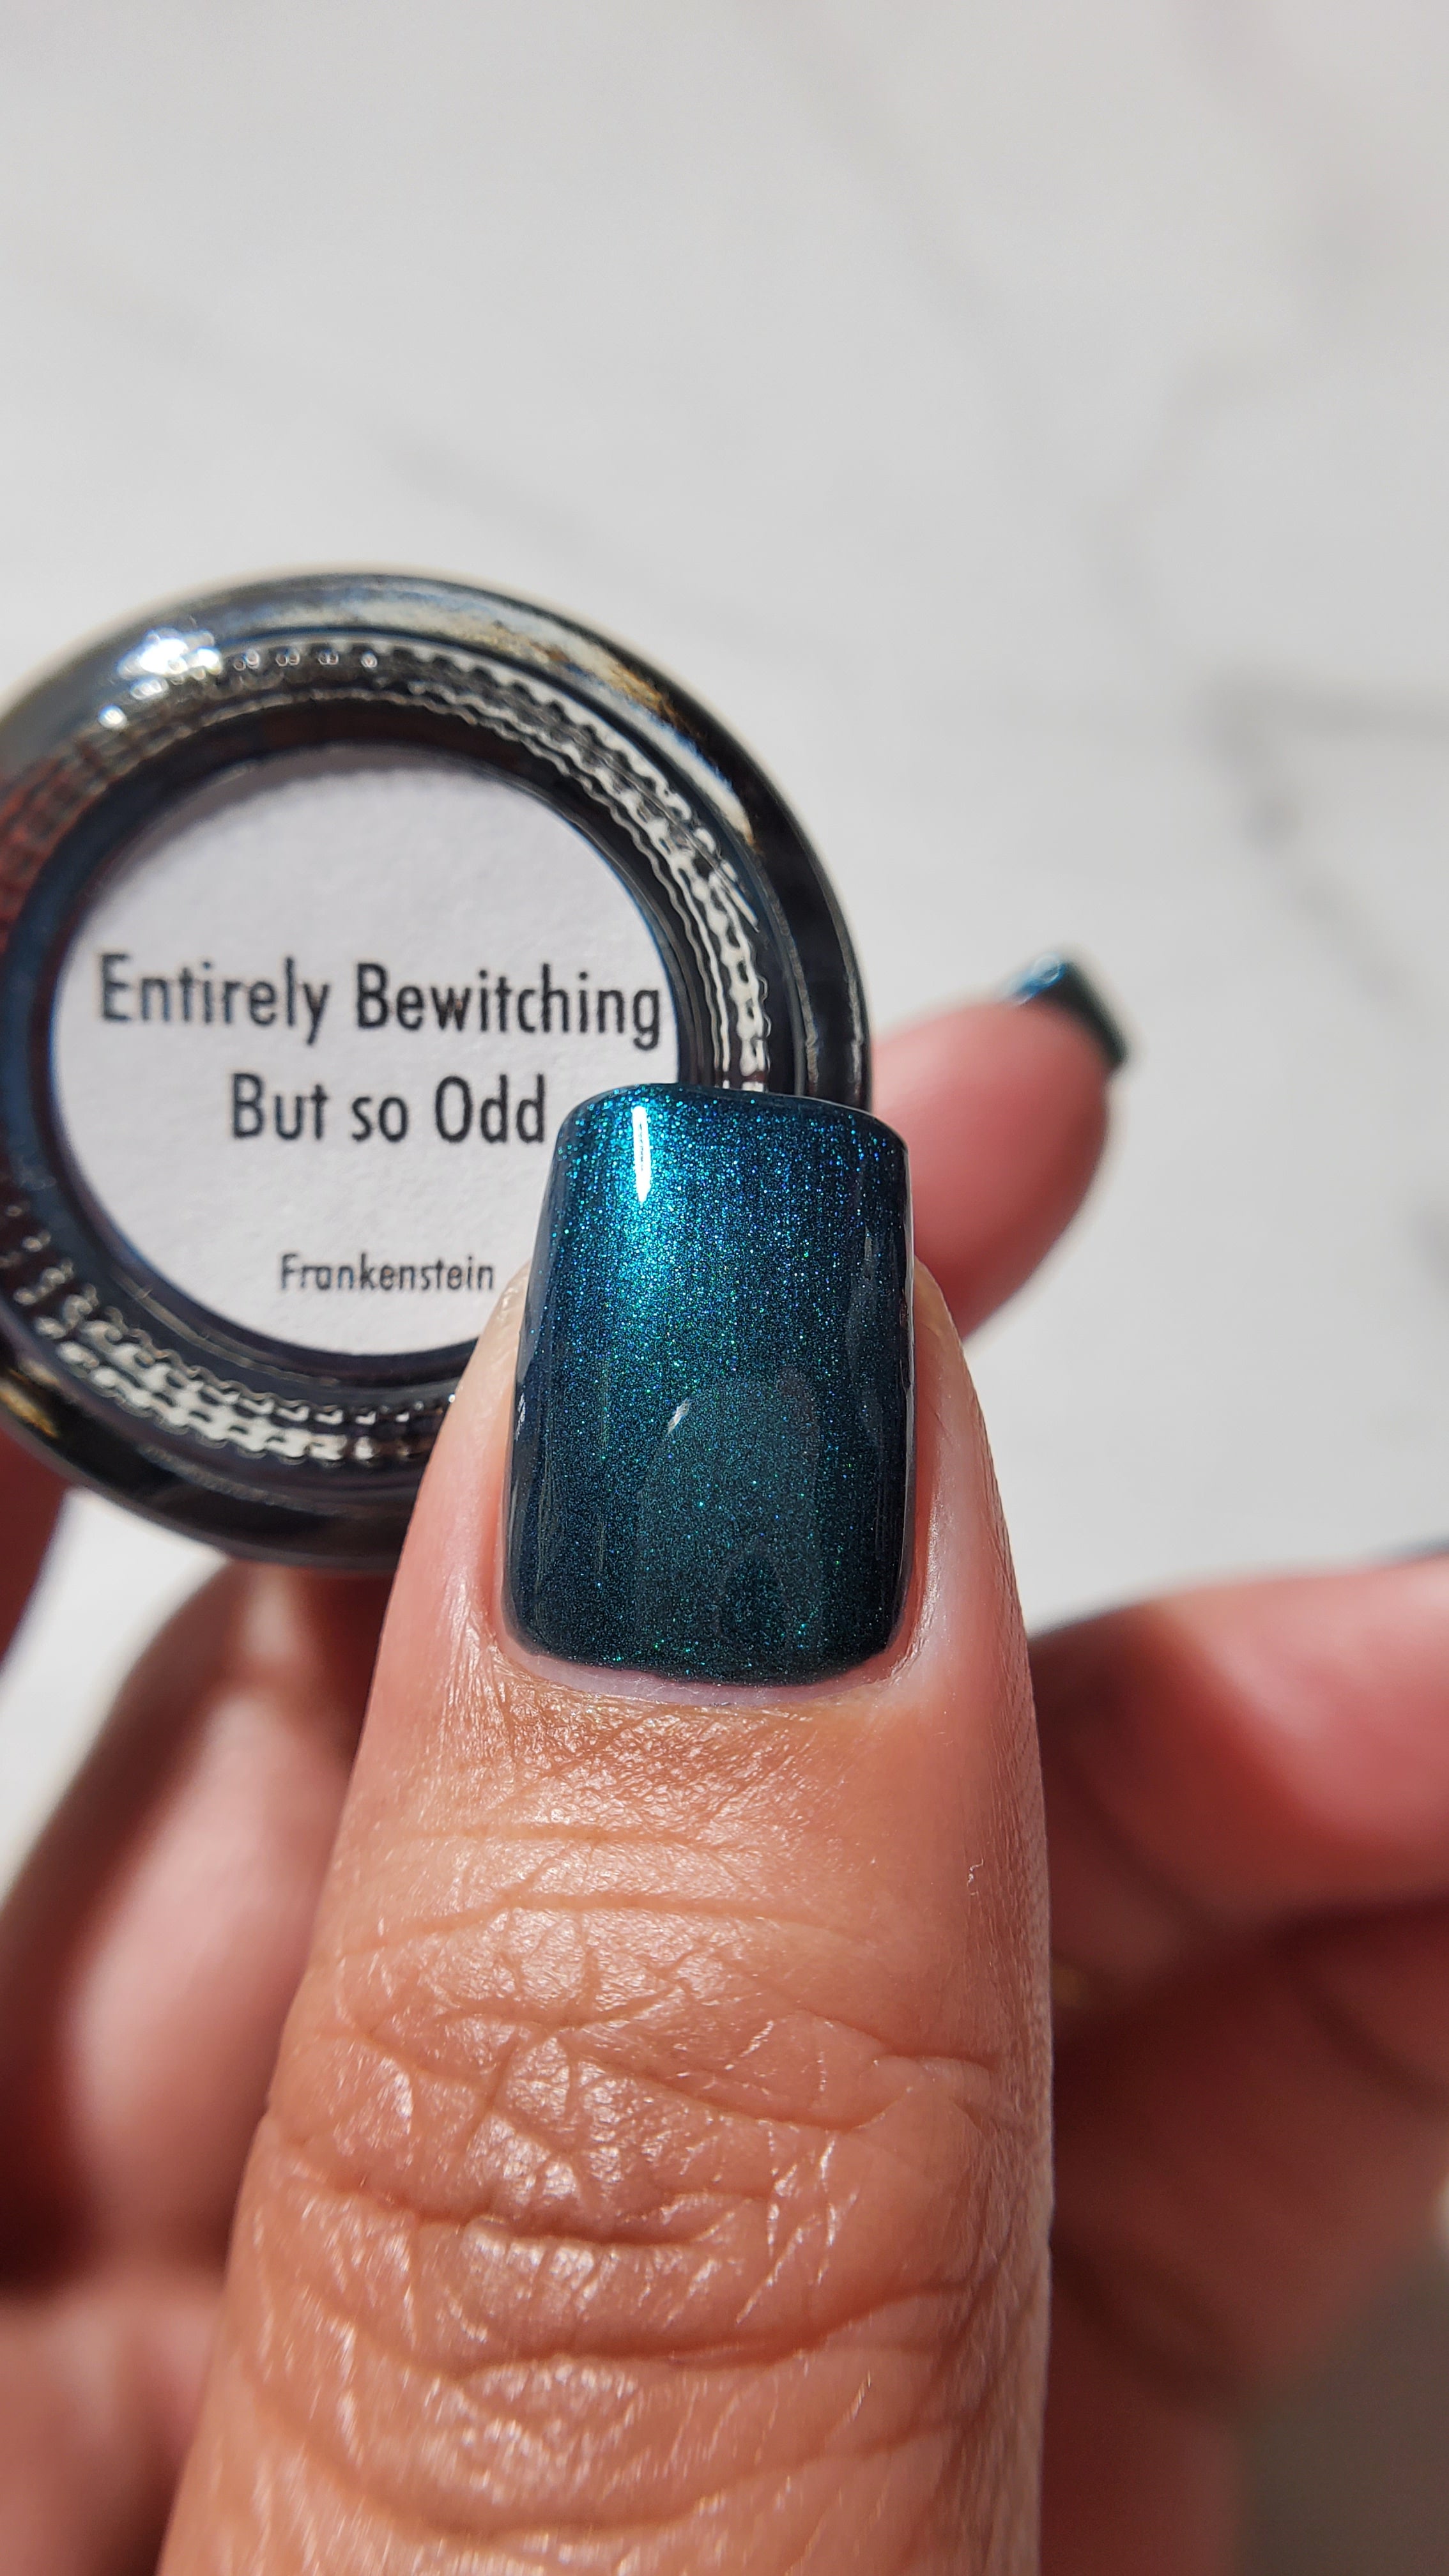 Entirely Bewitching
But so Odd
Frankenstein